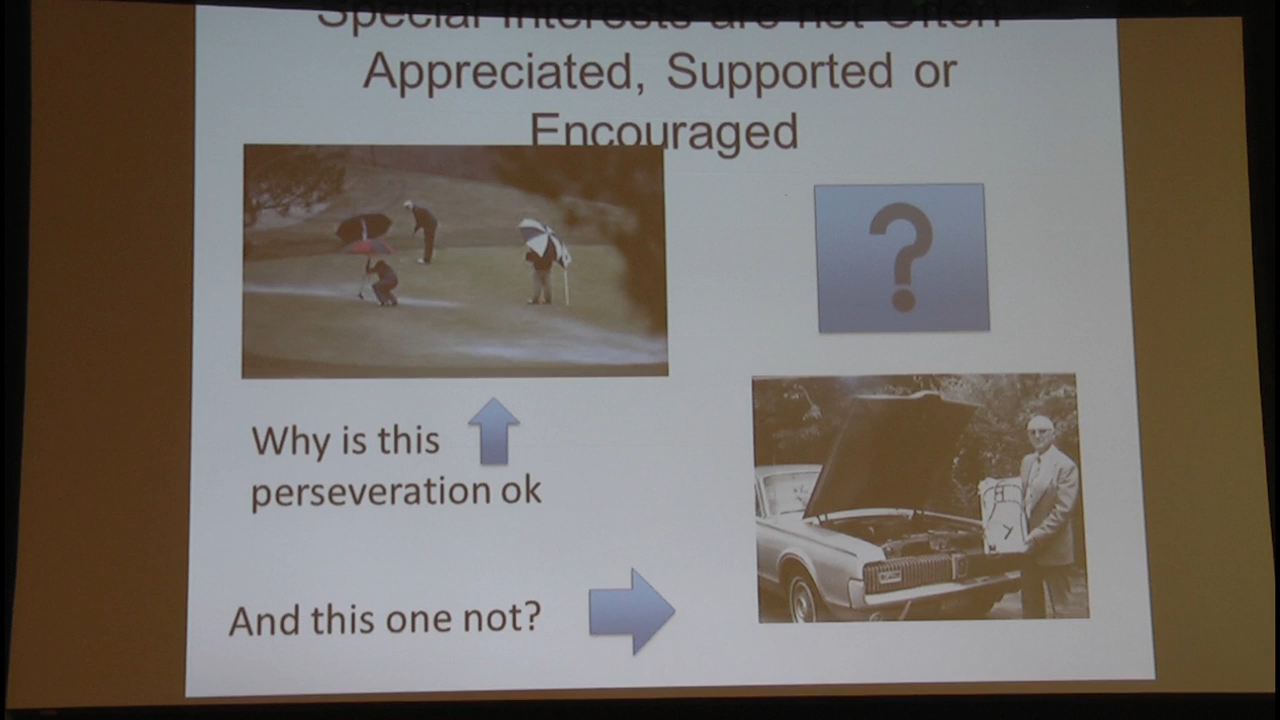 Special Interests are not Often
Appreciated, Supported or
Encouraged
?
Why is this
perseveration ok
And this one not?